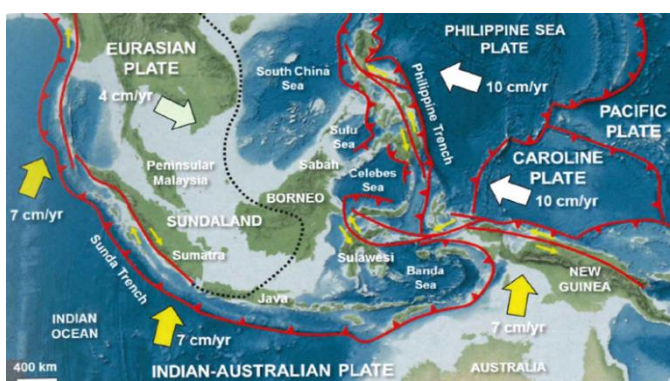 EURASIAN
PLATE
4 cm/yr
South China
Sea
PHILIPPINE SEA
PLATE
10 cm/yr
Philippine Trench
PACIFIC
PLATE
CAROLINE
PLATE
10 cm/yr
Sulu
Sea
Sabah
Celebes
Sea
Peninsular
Malaysia
BORNEO
7 cm/yr
SUNDALAND
Sumatra
Sunda Trench
Sulawesi
Banda
Sea
NEW
GUINEA
Java
INDIAN
OCEAN
7 cm/yr
7 cm/yr
400 km
INDIAN-AUSTRALIAN PLATE
AUSTRALIA